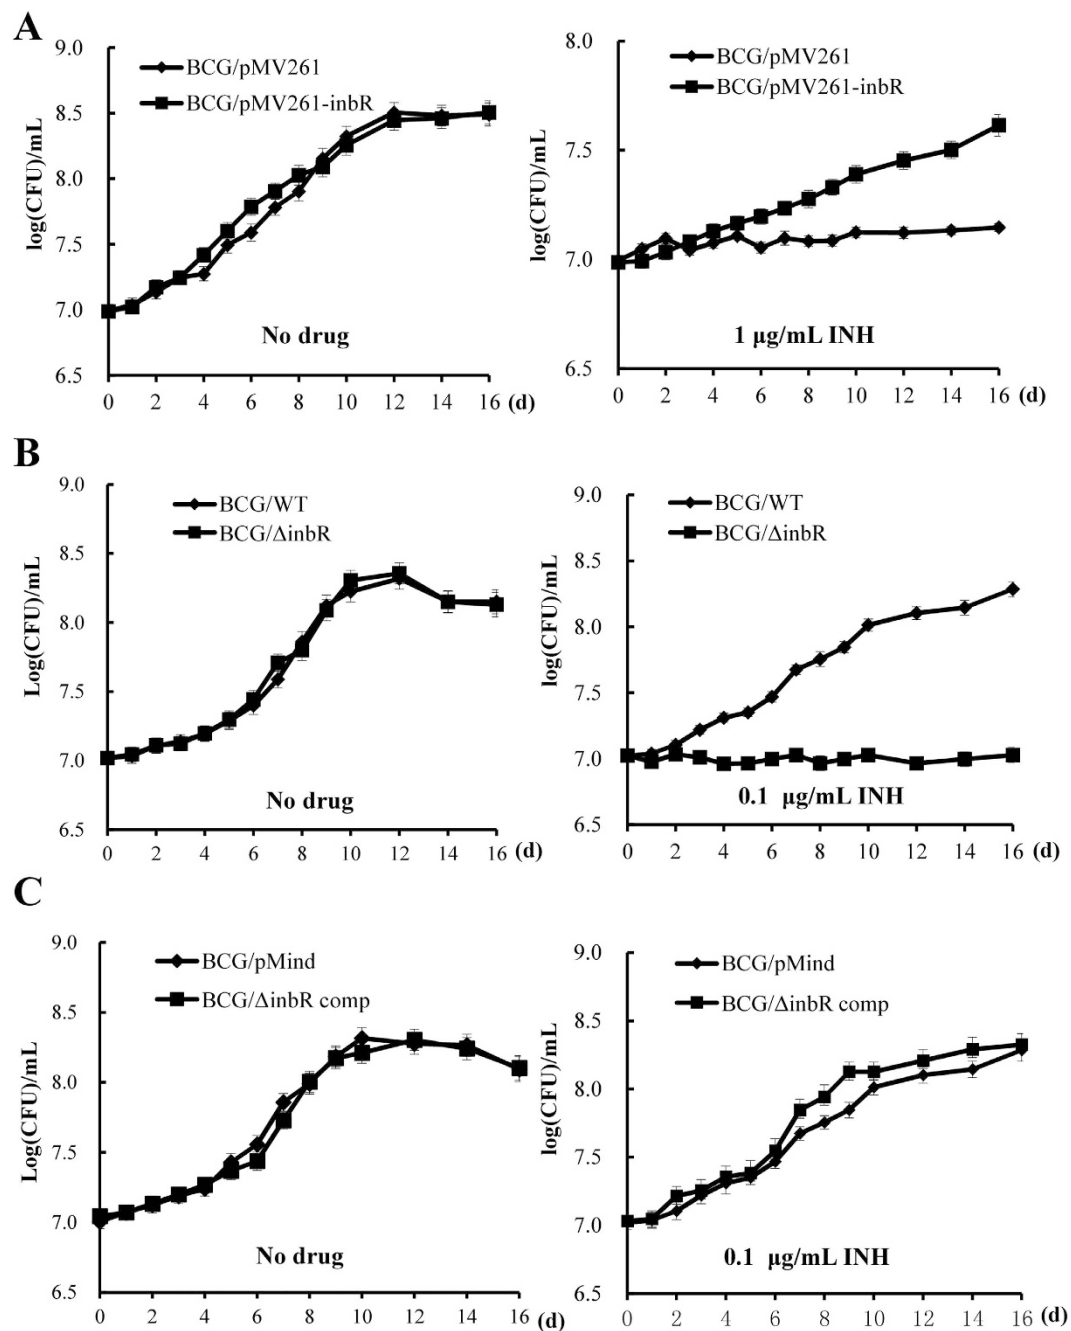 A
9.0
8.5
8.0
7.5
7.0
6.5
log(CFU)/mL
BCG/pMV261
BCG/pMV261-inbR
No drug
0 2 4 6 8 10 12 14 16 (d)
8.0
7.5
7.0
6.5
log(CFU)/mL
BCG/pMV261
BCG/pMV261-inbR
1 μg/mL INH
0 2 4 6 8 10 12 14 16 (d)
B
9.0
8.5
8.0
7.5
7.0
6.5
Log(CFU)/mL
BCG/WT
BCG/ΔinbR
No drug
0 2 4 6 8 10 12 14 16 (d)
9.0
8.5
8.0
7.5
7.0
6.5
log(CFU)/mL
BCG/WT
BCG/ΔinbR
0.1 μg/mL INH
0 2 4 6 8 10 12 14 16 (d)
C
9.0
8.5
8.0
7.5
7.0
6.5
Log(CFU)/mL
BCG/pMind
BCG/ΔinbR comp
No drug
0 2 4 6 8 10 12 14 16 (d)
9.0
8.5
8.0
7.5
7.0
6.5
log(CFU)/mL
BCG/pMind
BCG/ΔinbR comp
0.1 μg/mL INH
0 2 4 6 8 10 12 14 16 (d)